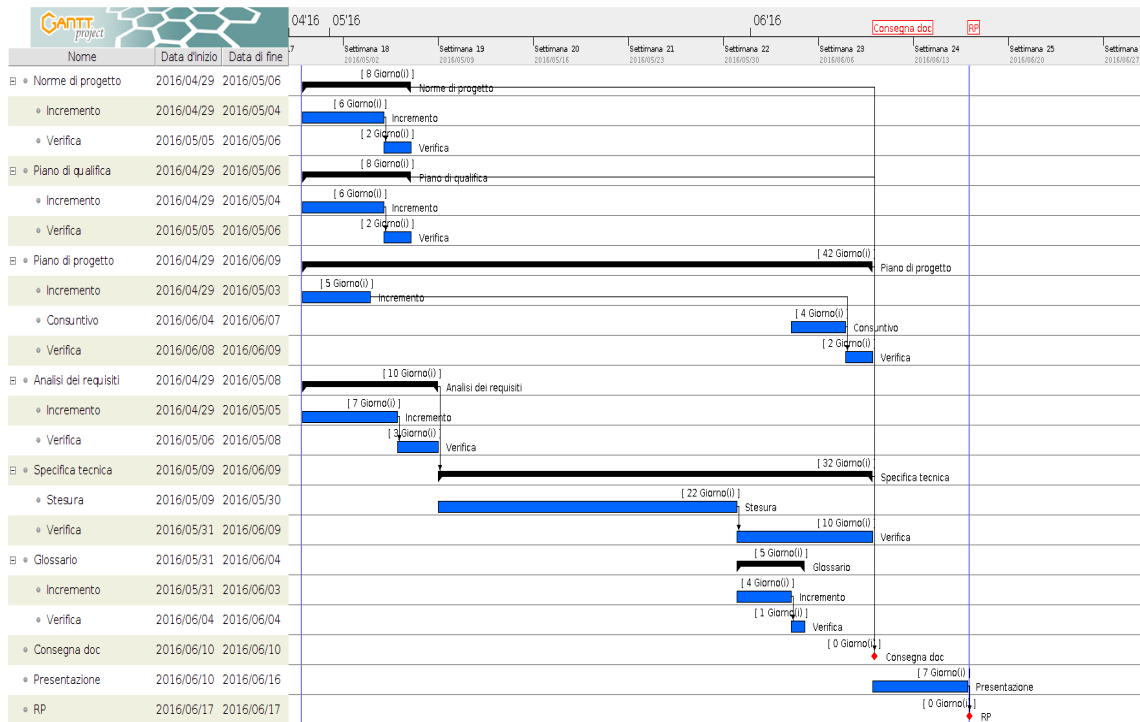 GANTT project
04'16 05'16 06'16
Consegna doc RP
Nome Data d'inizio Data di fine
7 Settimana 18 Settimana 19 Settimana 20 Settimana 21 Settimana 22 Settimana 23 Settimana 24 Settimana 25 Settimana
2016/05/02 2016/05/09 2016/05/16 2016/05/23 2016/05/30 2016/06/06 2016/06/13 2016/06/20 2016/06/27
Norme di progetto 2016/04/29 2016/05/06 [ 8 Giorno(i) ] Norme di progetto
Incremento 2016/04/29 2016/05/04 [ 6 Giorno(i) ] Incremento
Verifica 2016/05/05 2016/05/06 [ 2 Giorno(i) ] Verifica
Piano di qualifica 2016/04/29 2016/05/06 [ 8 Giorno(i) ] Piano di qualifica
Incremento 2016/04/29 2016/05/04 [ 6 Giorno(i) ] Incremento
Verifica 2016/05/05 2016/05/06 [ 2 Giorno(i) ] Verifica
Piano di progetto 2016/04/29 2016/06/09 [ 42 Giorno(i) ] Piano di progetto
Incremento 2016/04/29 2016/05/03 [ 5 Giorno(i) ] Incremento
Consuntivo 2016/06/04 2016/06/07 [ 4 Giorno(i) ] Consuntivo
Verifica 2016/06/08 2016/06/09 [ 2 Giorno(i) ] Verifica
Analisi dei requisiti 2016/04/29 2016/05/08 [ 10 Giorno(i) ] Analisi dei requisiti
Incremento 2016/04/29 2016/05/05 [ 7 Giorno(i) ] Incremento
Verifica 2016/05/06 2016/05/08 [ 3 Giorno(i) ] Verifica
Specifica tecnica 2016/05/09 2016/06/09 [ 32 Giorno(i) ] Specifica tecnica
Stesura 2016/05/09 2016/05/30 [ 22 Giorno(i) ] Stesura
Verifica 2016/05/31 2016/06/09 [ 10 Giorno(i) ] Verifica
Glossario 2016/05/31 2016/06/04 [ 5 Giorno(i) ] Glossario
Incremento 2016/05/31 2016/06/03 [ 4 Giorno(i) ] Incremento
Verifica 2016/06/04 2016/06/04 [ 1 Giorno(i) ] Verifica
Consegna doc 2016/06/10 2016/06/10 [ 0 Giorno(i) ] Consegna doc
Presentazione 2016/06/10 2016/06/16 [ 7 Giorno(i) ] Presentazione
RP 2016/06/17 2016/06/17 [ 0 Giorno(i) ] RP